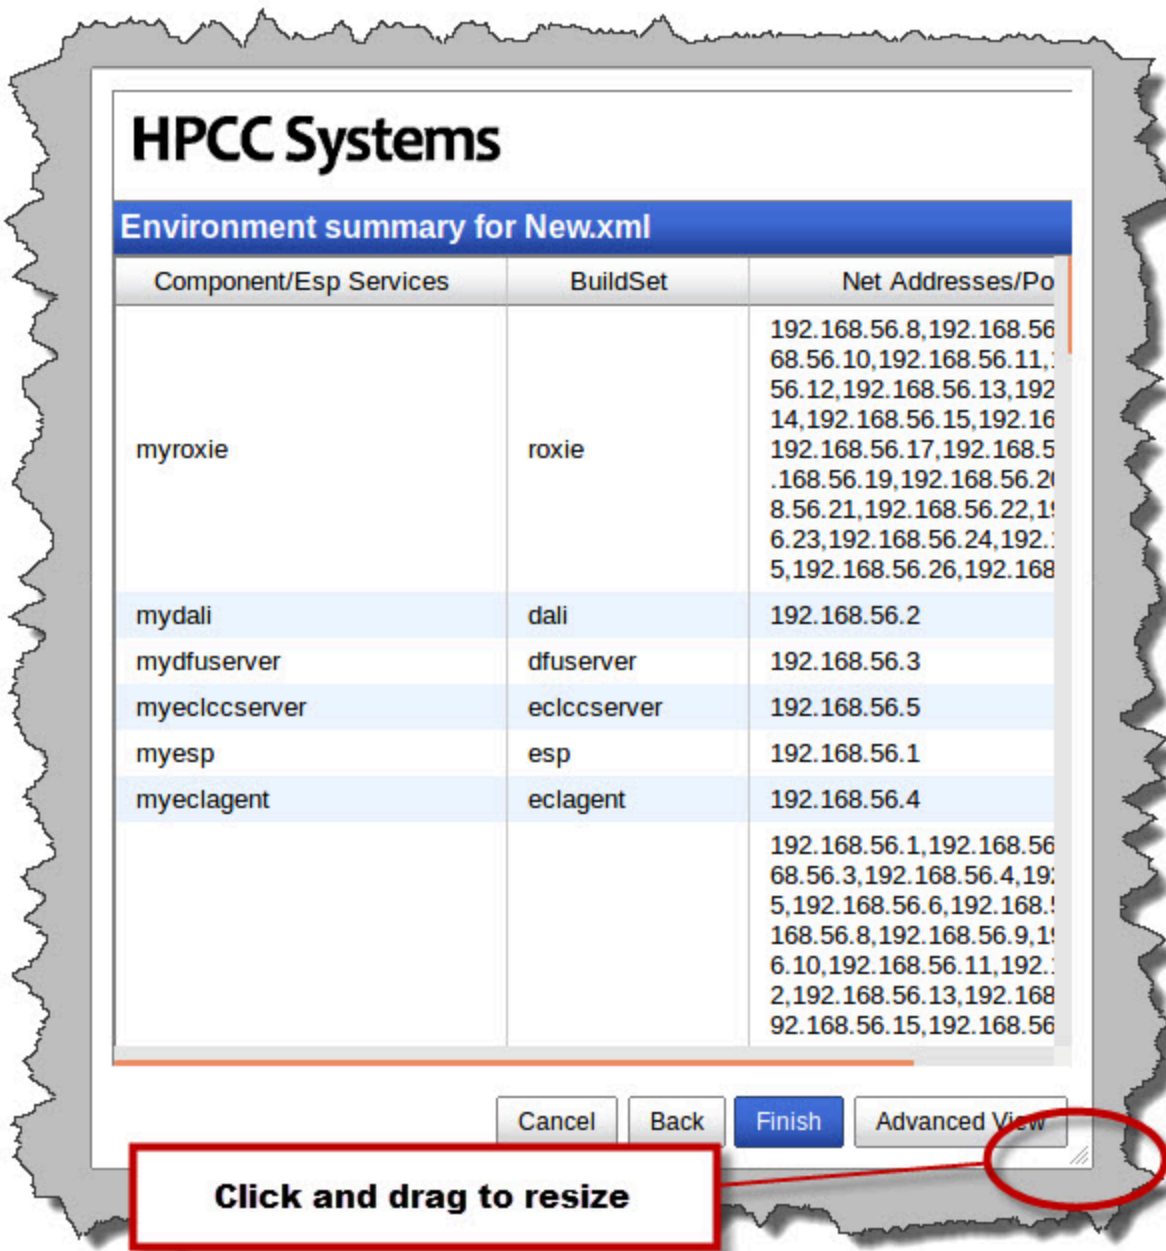 HPCC Systems
Environment summary for New.xml
Component/Esp Services BuildSet Net Addresses/Po
192.168.56.8,192.168.56
68.56.10,192.168.56.11,
56.12,192.168.56.13,192
14,192.168.56.15,192.16
myroxie roxie 192.168.56.17,192.168.5
.168.56.19,192.168.56.20
8.56.21,192.168.56.22,19
6.23,192.168.56.24,192.
5,192.168.56.26,192.168
mydali dali 192.168.56.2
mydfuserver dfuserver 192.168.56.3
myeclccserver eclccserver 192.168.56.5
myesp esp 192.168.56.1
myeclagent eclagent 192.168.56.4
192.168.56.1,192.168.56
68.56.3,192.168.56.4,192
5,192.168.56.6,192.168.
168.56.8,192.168.56.9,19
6.10,192.168.56.11,192.
2,192.168.56.13,192.168
92.168.56.15,192.168.56
Cancel Back Finish Advanced View
Click and drag to resize